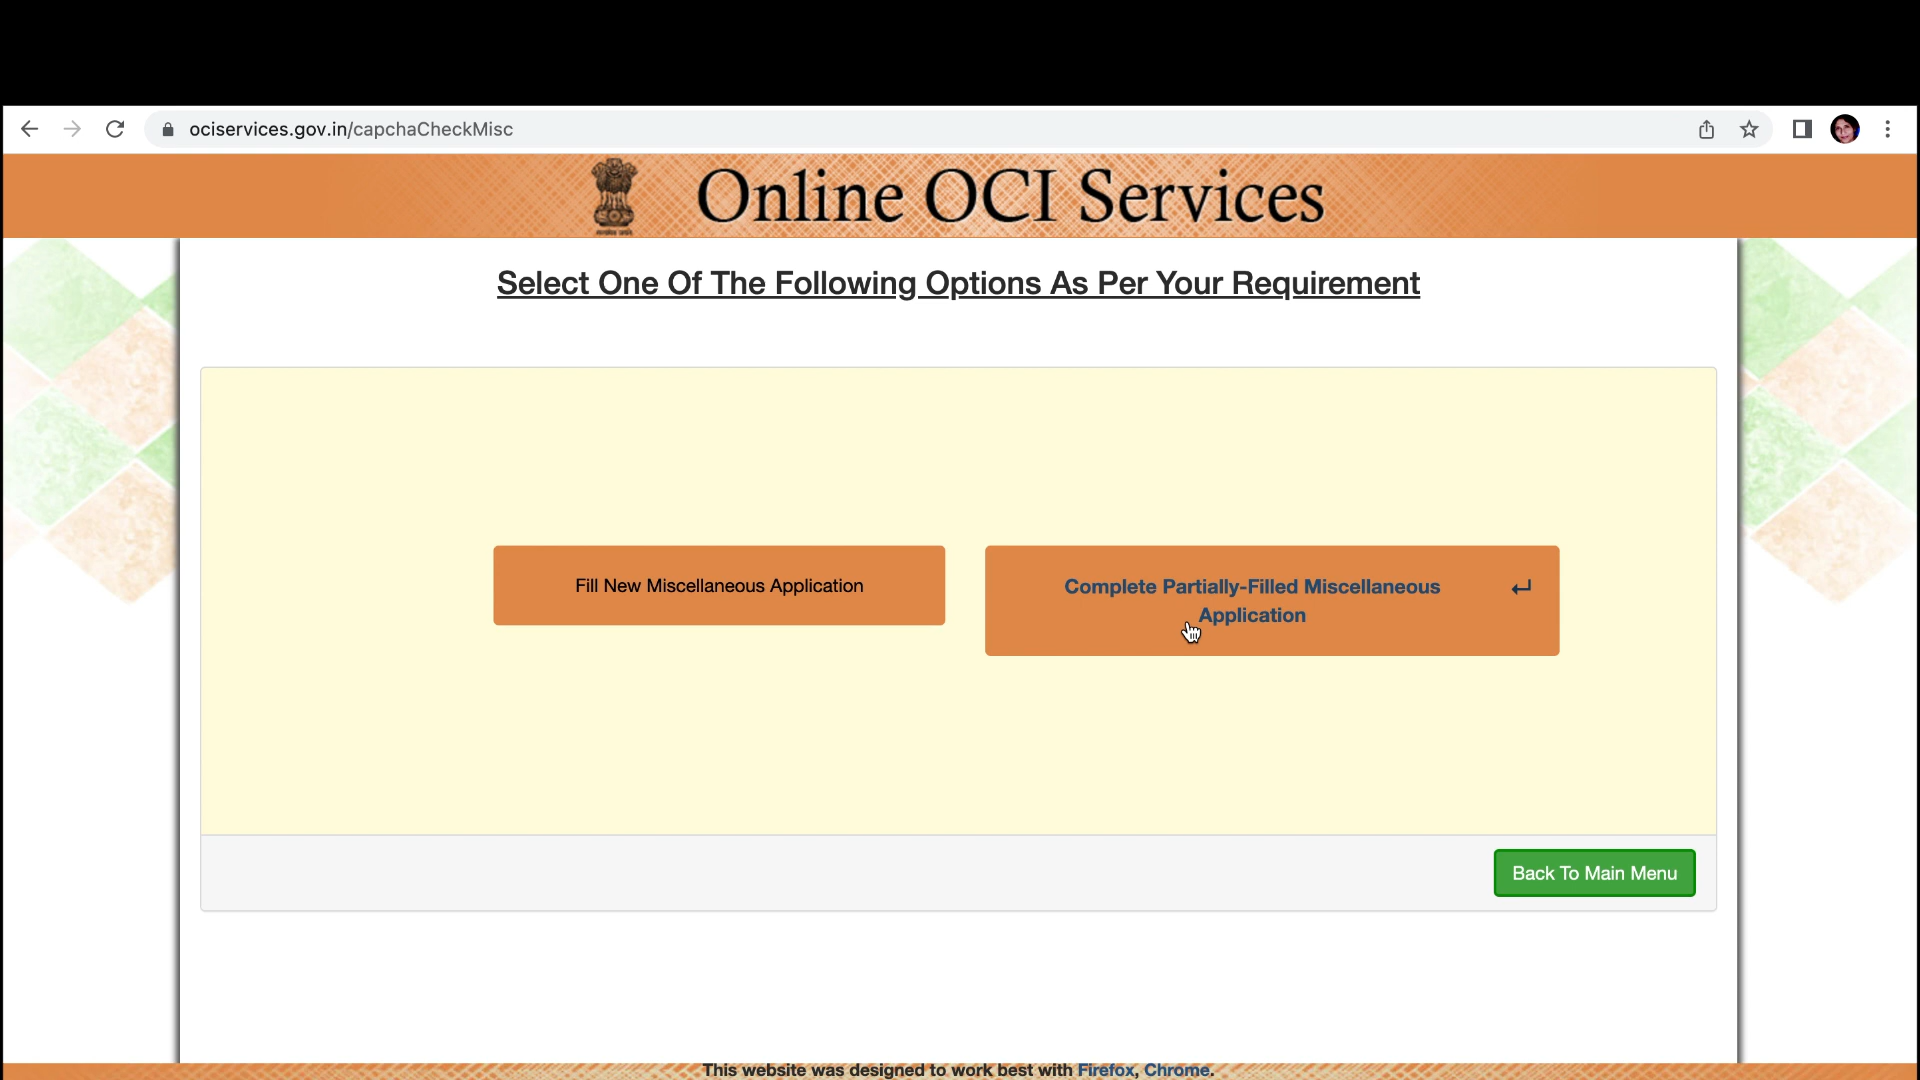 ociservices.gov.in/capchaCheckMisc
Online OCI Services
Select One Of The Following Options As Per Your Requirement
Fill New Miscellaneous Application
Complete Partially-Filled Miscellaneous
Application
Back To Main Menu
This website was designed to work best with Firefox, Chrome.